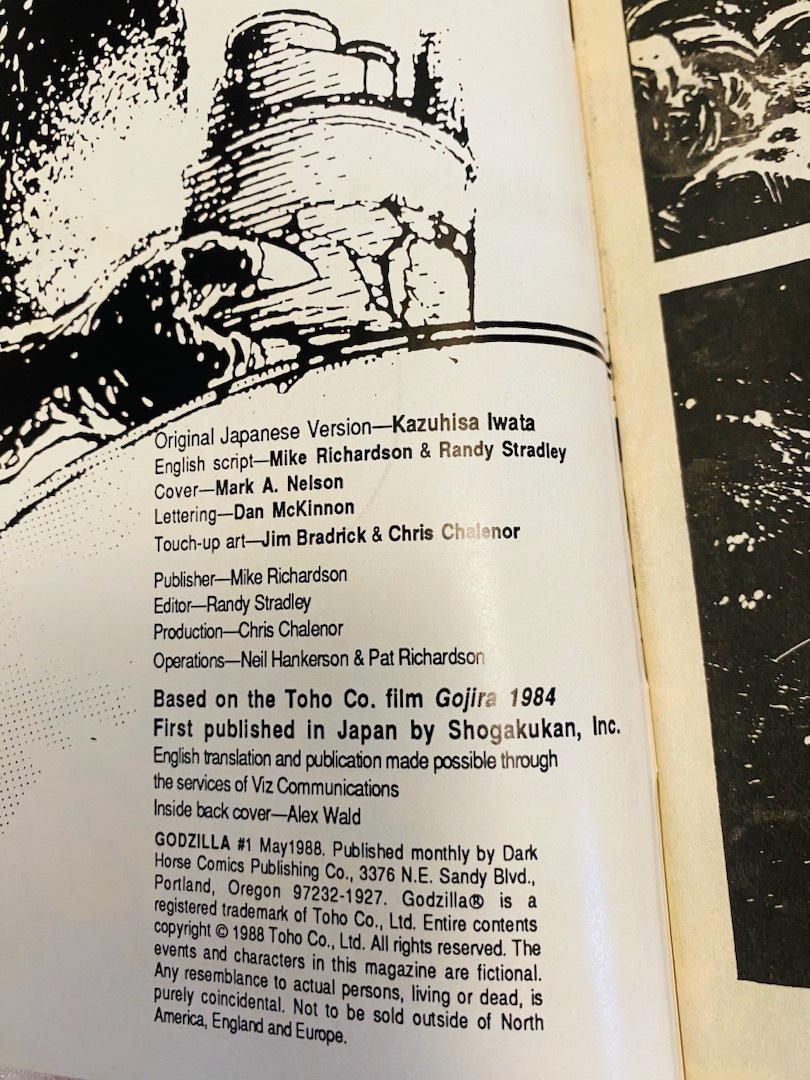 Original Japanese Version—Kazuhisa Iwata
English script—Mike Richardson & Randy Stradley
Cover—Mark A. Nelson
Lettering—Dan McKinnon
Touch-up art—Jim Bradrick & Chris Chalenor
Publisher—Mike Richardson
Editor—Randy Stradley
Production—Chris Chalenor
Operations—Neil Hankerson & Pat Richardson
Based on the Toho Co. film Gojira 1984
First published in Japan by Shogakukan, Inc.
English translation and publication made possible through
the services of Viz Communications
Inside back cover—Alex Wald
GODZILLA #1 May1988. Published monthly by Dark
Horse Comics Publishing Co., 3376 N.E. Sandy Blvd.,
Portland, Oregon 97232-1927. Godzilla® is a
registered trademark of Toho Co., Ltd. Entire contents
copyright © 1988 Toho Co., Ltd. All rights reserved. The
events and characters in this magazine are fictional.
Any resemblance to actual persons, living or dead, is
purely coincidental. Not to be sold outside of North
America, England and Europe.